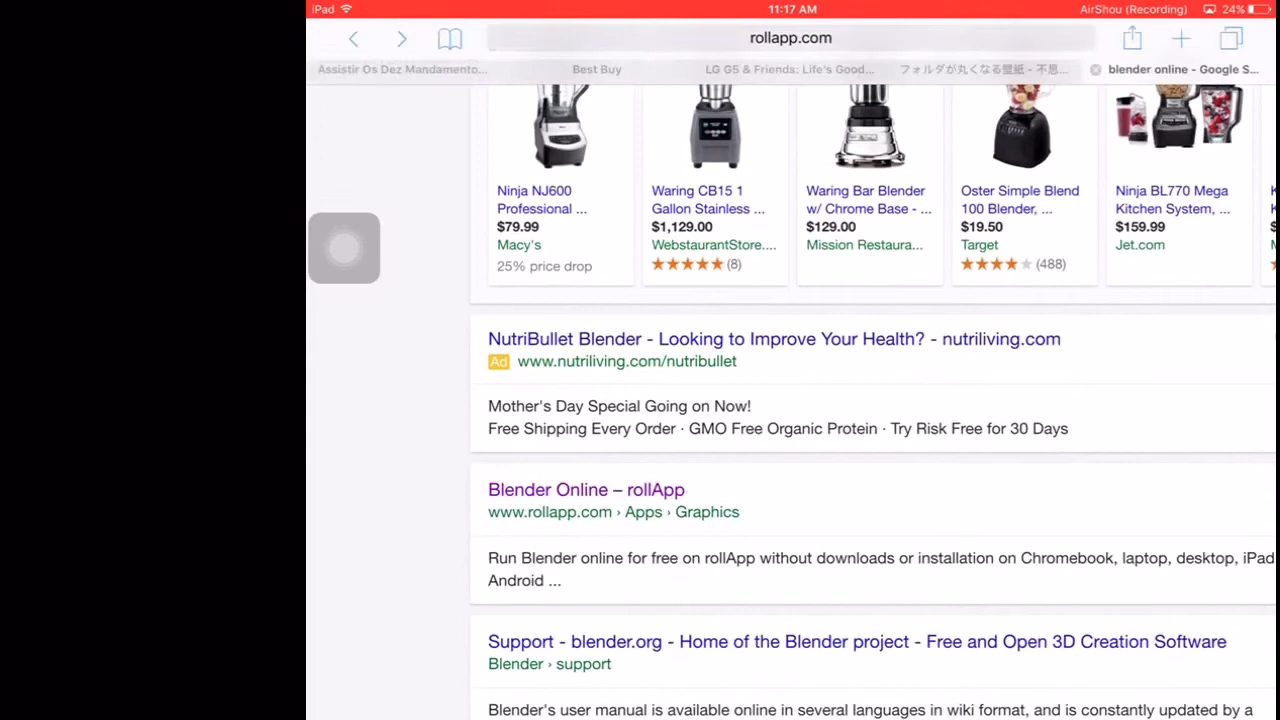 iPad 11:17 AM AirShou (Recording) 24%
rollapp.com
Assistir Os Dez Mandamento... Best Buy LG G5 & Friends: Life's Good... フォルダが丸くなる壁紙 - 不思... blender online - Google S...
Ninja NJ600 Professional ...
$79.99
Macy's
25% price drop
Waring CB15 1 Gallon Stainless ...
$1,129.00
WebstaurantStore....
(8)
Waring Bar Blender w/ Chrome Base - ...
$129.00
Mission Restaura...
Oster Simple Blend 100 Blender, ...
$19.50
Target
(488)
Ninja BL770 Mega Kitchen System, ...
$159.99
Jet.com
NutriBullet Blender - Looking to Improve Your Health? - nutriliving.com
Ad www.nutriliving.com/nutribullet
Mother's Day Special Going on Now!
Free Shipping Every Order · GMO Free Organic Protein · Try Risk Free for 30 Days
Blender Online – rollApp
www.rollapp.com › Apps › Graphics
Run Blender online for free on rollApp without downloads or installation on Chromebook, laptop, desktop, iPad
Android ...
Support - blender.org - Home of the Blender project - Free and Open 3D Creation Software
Blender › support
Blender's user manual is available online in several languages in wiki format, and is constantly updated by a